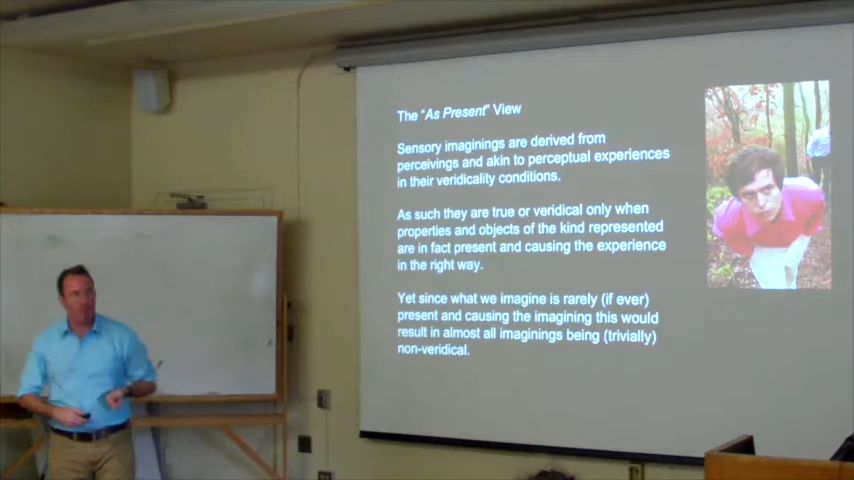 The "As Present" View
Sensory imaginings are derived from
perceivings and akin to perceptual experiences
in their veridicality conditions.
As such they are true or veridical only when
properties and objects of the kind represented
are in fact present and causing the experience
in the right way.
Yet since what we imagine is rarely (if ever)
present and causing the imagining this would
result in almost all imaginings being (trivially)
non-veridical.